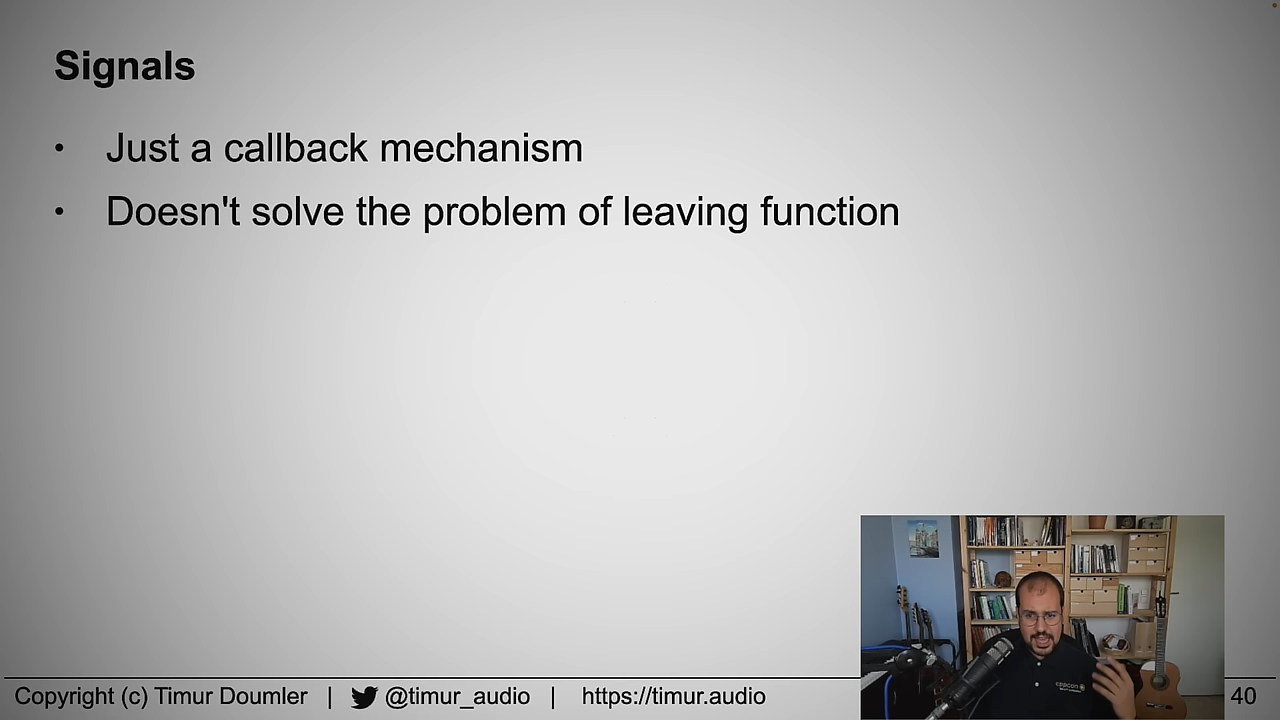 Signals
• Just a callback mechanism
• Doesn't solve the problem of leaving function
Copyright (c) Timur Doumler | @timur_audio | https://timur.audio 40
cppcon